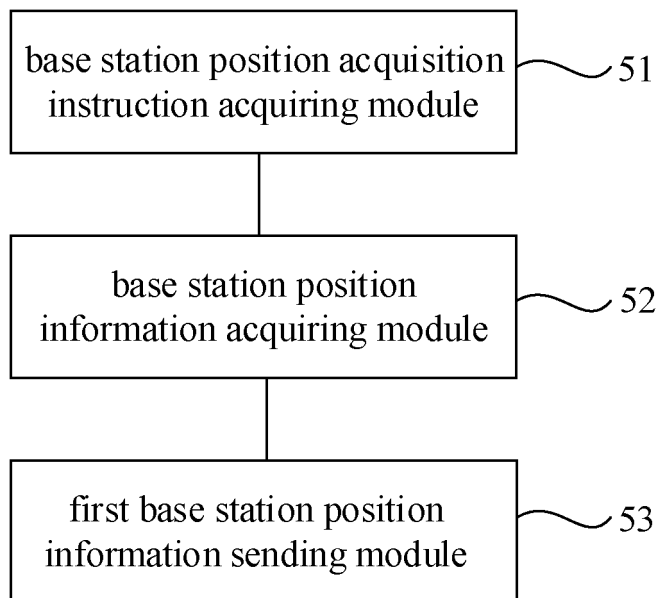 base station position acquisition
instruction acquiring module
51
base station position
information acquiring module
52
first base station position
information sending module
53